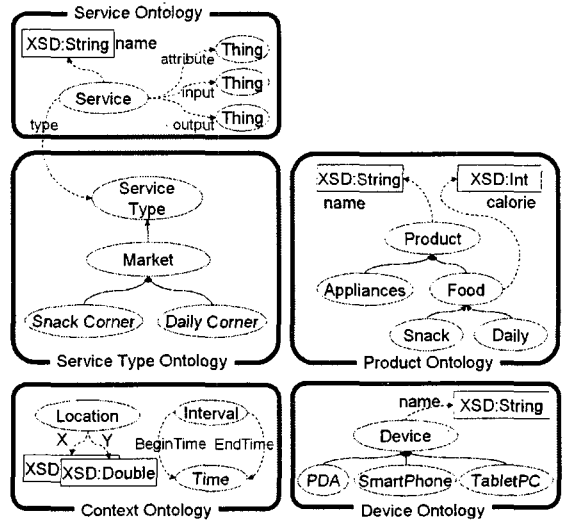 Service Ontology
XSD:String name
Thing
attribute
Service
input
Thing
output
Thing
type
Service
Type
Market
Snack Corner
Daily Corner
Service Type Ontology
XSD:String
XSD:Int
name
calorie
Product
Appliances
Food
Snack
Daily
Product Ontology
Location
Interval
X
Y
BeginTime
EndTime
XSD
XSD:Double
Time
Context Ontology
name
XSD:String
Device
PDA
SmartPhone
TabletPC
Device Ontology